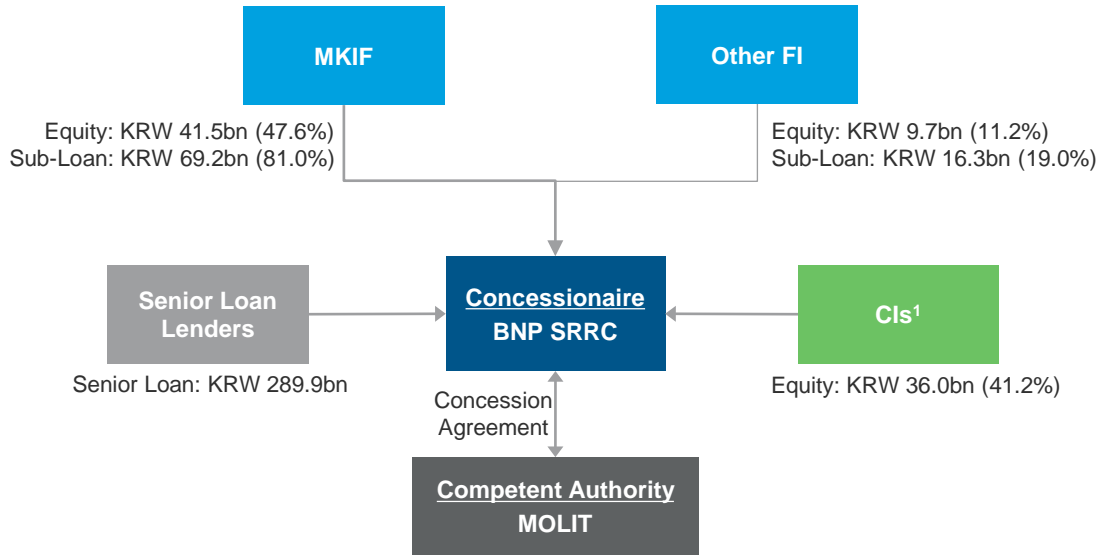 MKIF
Other FI
Equity: KRW 41.5bn (47.6%)
Sub-Loan: KRW 69.2bn (81.0%)
Equity: KRW 9.7bn (11.2%)
Sub-Loan: KRW 16.3bn (19.0%)
Senior Loan
Lenders
Concessionaire
BNP SRRC
CIs¹
Senior Loan: KRW 289.9bn
Equity: KRW 36.0bn (41.2%)
Concession
Agreement
Competent Authority
MOLIT